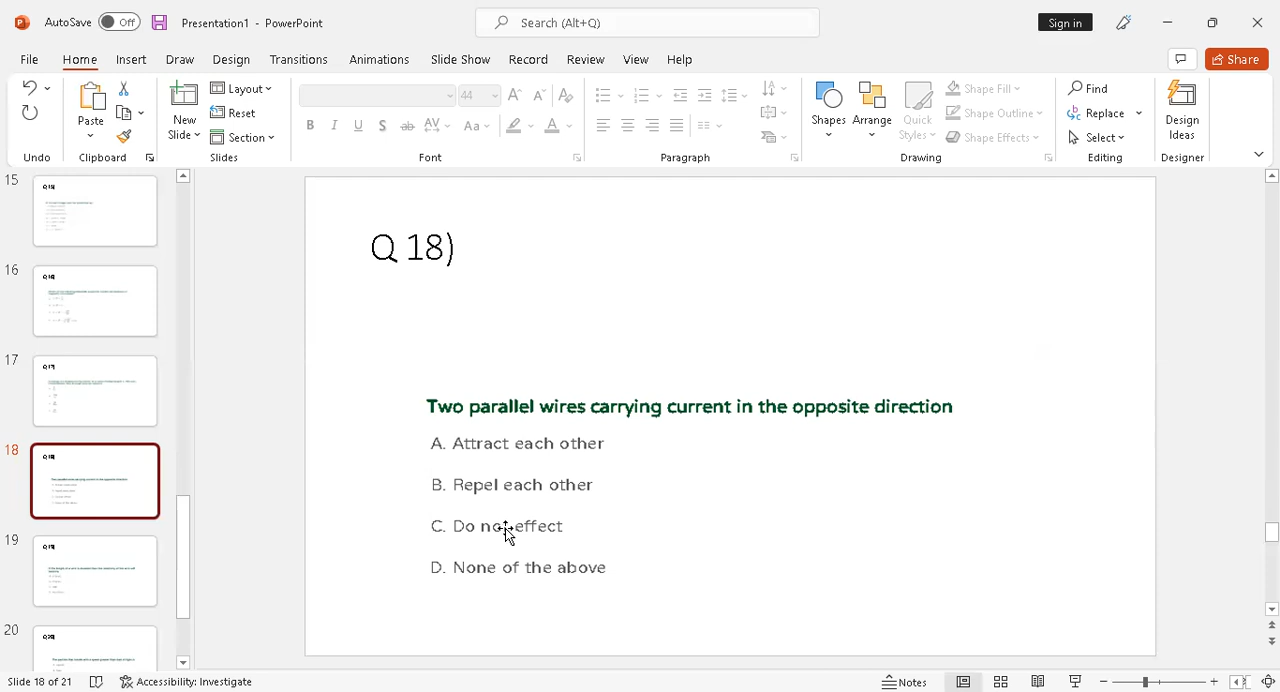 AutoSave Off Presentation1 - PowerPoint Search (Alt+Q) Sign in
File Home Insert Draw Design Transitions Animations Slide Show Record Review View Help Share
Undo
Paste
Clipboard
New Slide
Layout
Reset
Section
Slides
44
Aa
Font
Paragraph
Shapes
Arrange
Quick Styles
Shape Fill
Shape Outline
Shape Effects
Drawing
Find
Replace
Select
Editing
Design Ideas
Designer
15
16
17
18
19
20
Q 18)
Two parallel wires carrying current in the opposite direction
A. Attract each other
B. Repel each other
C. Do not effect
D. None of the above
Slide 18 of 21 Accessibility: Investigate Notes